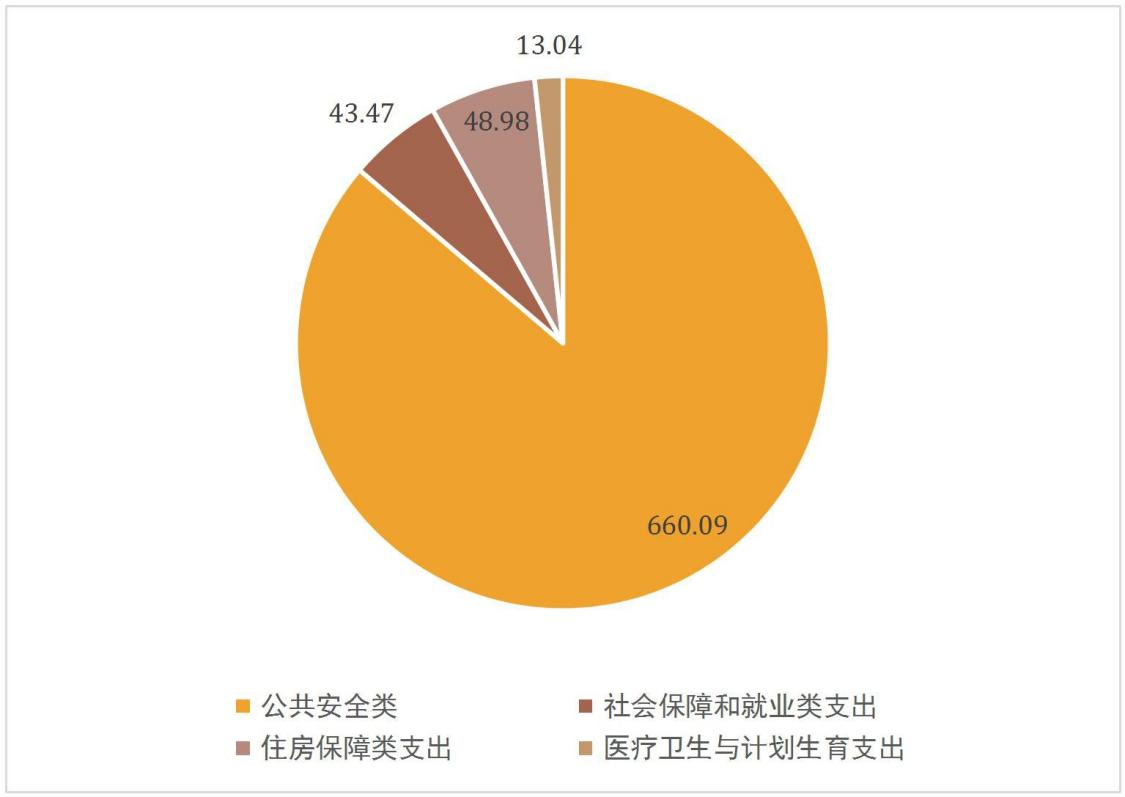 13.04
43.47
48.98
660.09
公共安全类
社会保障和就业类支出
住房保障类支出
医疗卫生与计划生育支出